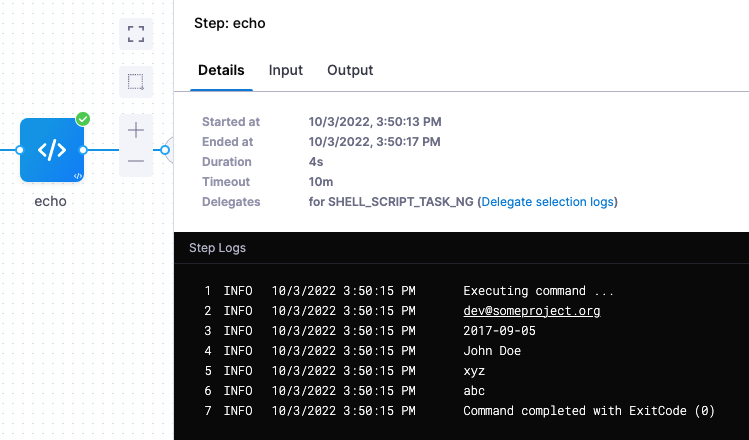 Step: echo
Details Input Output
Started at 10/3/2022, 3:50:13 PM
Ended at 10/3/2022, 3:50:17 PM
Duration 4s
Timeout 10m
Delegates for SHELL_SCRIPT_TASK_NG (Delegate selection logs)
</>
</>
echo
Step Logs
1 INFO 10/3/2022 3:50:15 PM Executing command ...
2 INFO 10/3/2022 3:50:15 PM dev@someproject.org
3 INFO 10/3/2022 3:50:15 PM 2017-09-05
4 INFO 10/3/2022 3:50:15 PM John Doe
5 INFO 10/3/2022 3:50:15 PM xyz
6 INFO 10/3/2022 3:50:15 PM abc
7 INFO 10/3/2022 3:50:15 PM Command completed with ExitCode (0)